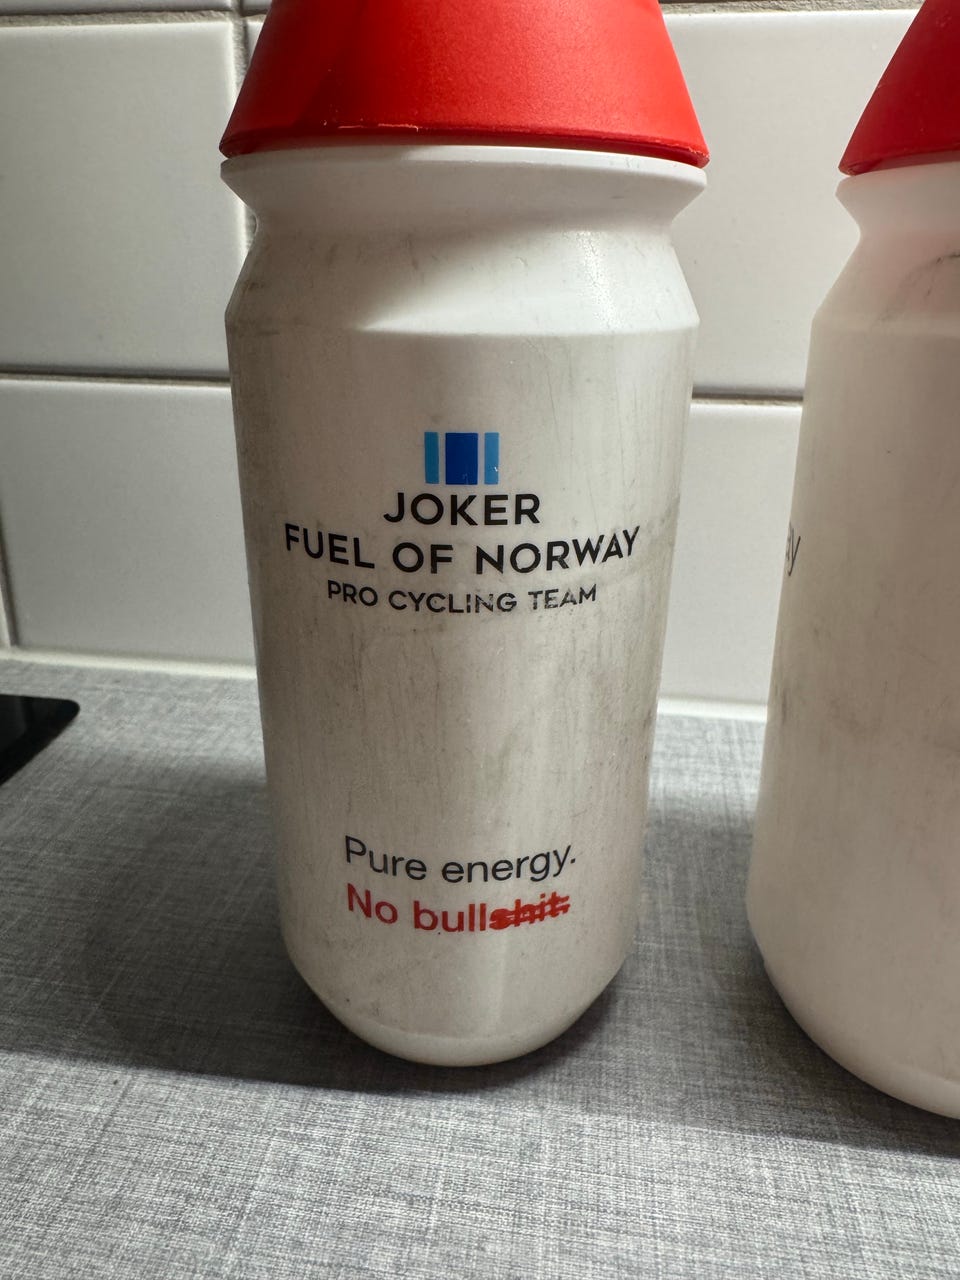 JOKER
FUEL OF NORWAY
PRO CYCLING TEAM
Pure energy.
No bullshit.